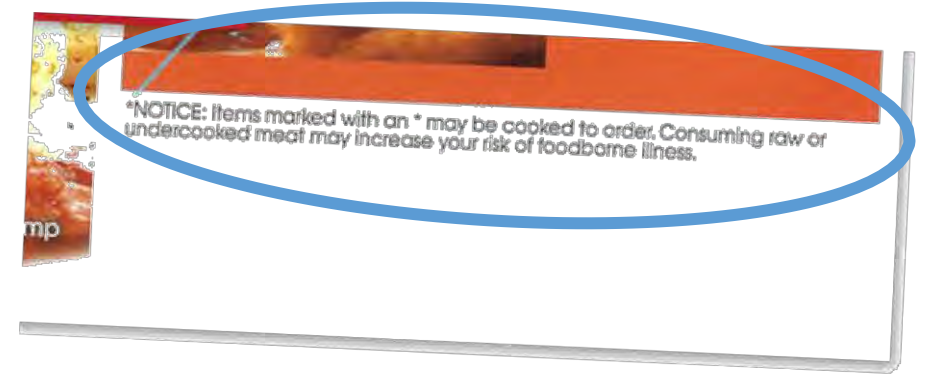 *NOTICE: Items marked with an * may be cooked to order. Consuming raw or
undercooked meat may increase your risk of foodborne illness.
mp